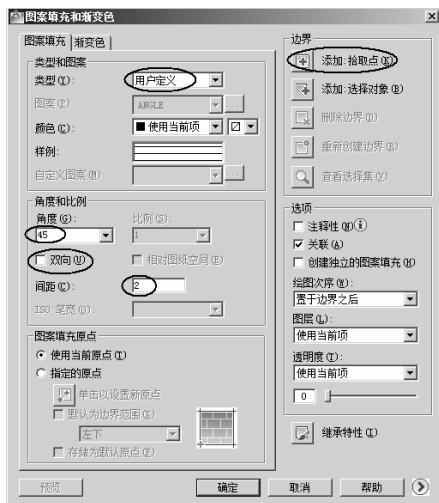 图案填充和渐变色
图案填充 渐变色
类型和图案
类型(Y): 用户定义
图案(P): ANGLE
颜色(C): 使用当前项
样例:
自定义图案(M):
角度和比例
角度(G): 比例(S):
45 1
双向(U) 相对图纸空间(E)
间距(C): 2
ISO 笔宽(O):
图案填充原点
使用当前原点(T)
指定的原点
单击以设置新原点
默认为边界范围(X)
左下
存储为默认原点(F)
预览 确定 取消 帮助
边界
添加:拾取点(K)
添加:选择对象(B)
删除边界(D)
重新创建边界(R)
查看选择集(V)
选项
注释性(N)
关联(A)
创建独立的图案填充(H)
绘图次序(W):
置于边界之后
图层(L):
使用当前项
透明度(T):
使用当前项
0
继承特性(I)